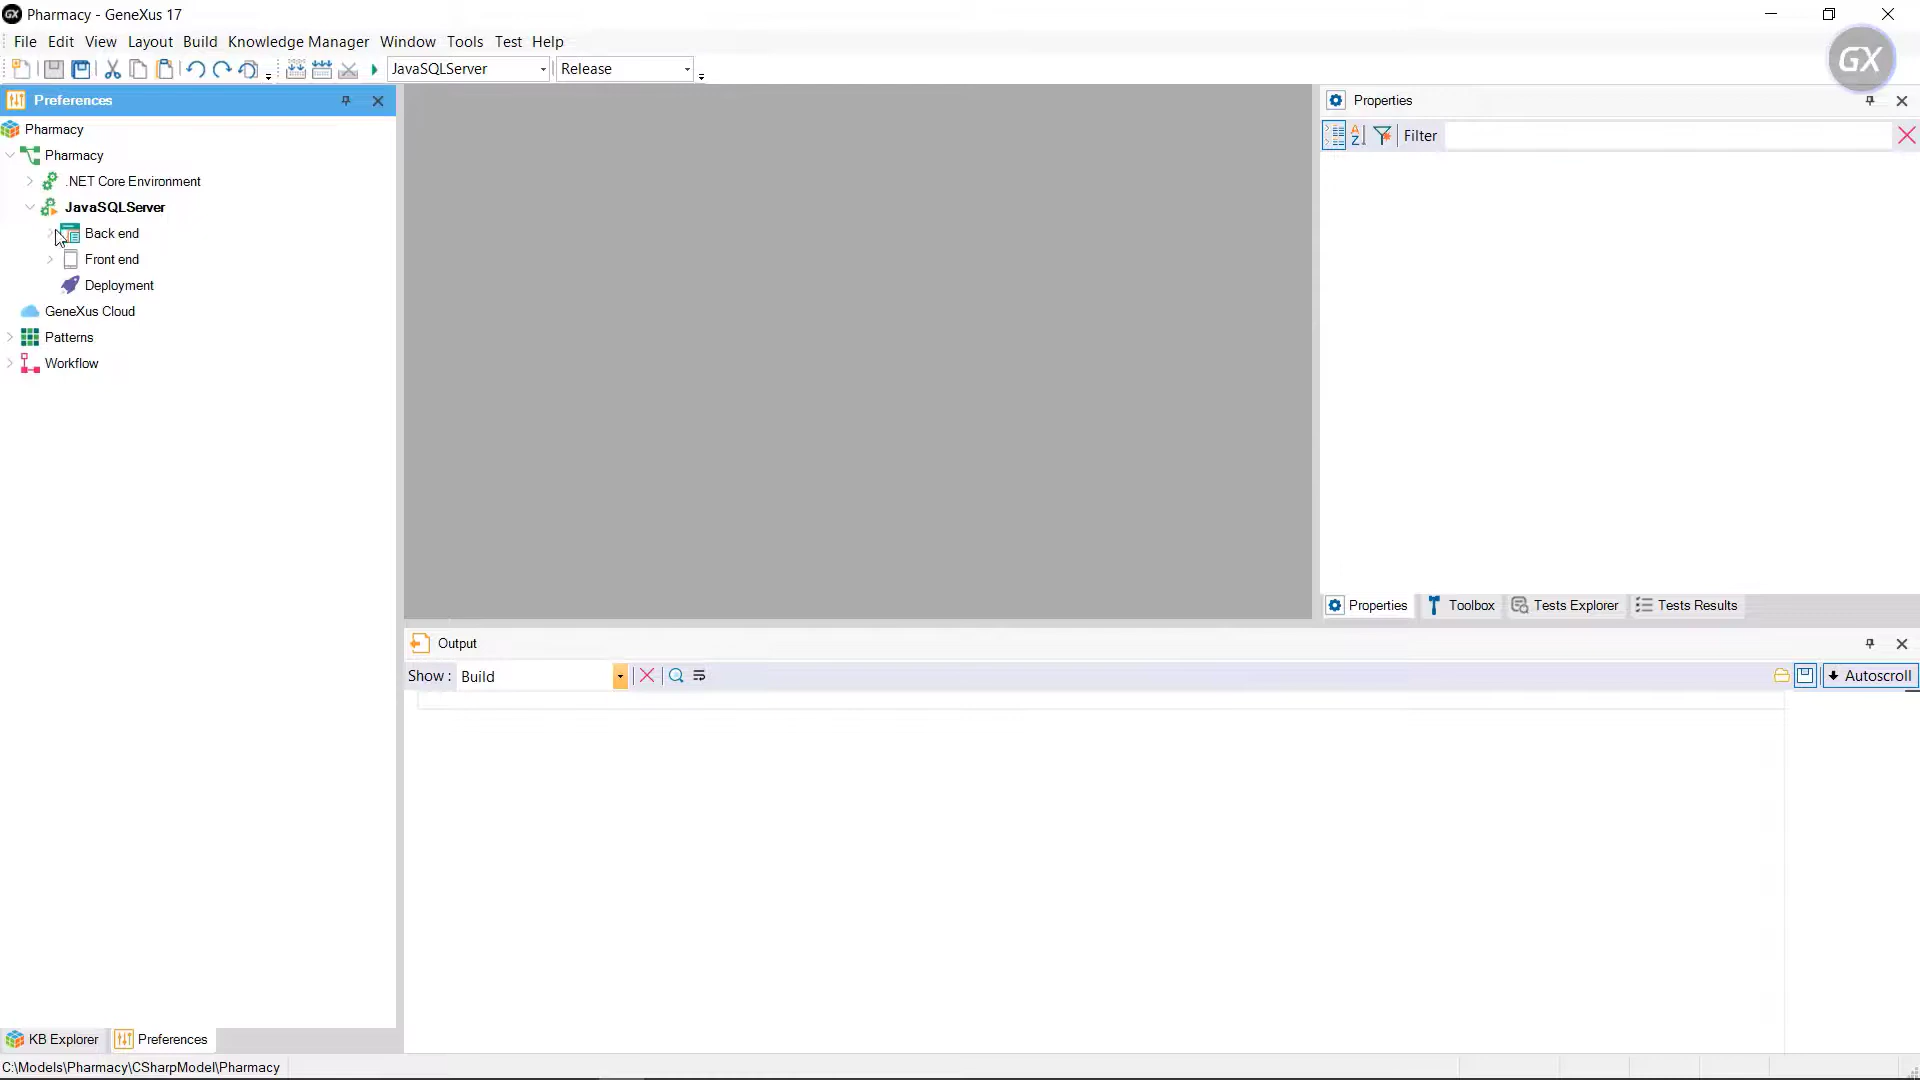 GX Pharmacy - GeneXus 17
File Edit View Layout Build Knowledge Manager Window Tools Test Help
GX
JavaSQLServer Release
Preferences
Properties
Pharmacy
Pharmacy
Filter
.NET Core Environment
JavaSQLServer
Back end
Front end
Deployment
GeneXus Cloud
Patterns
Workflow
Properties Toolbox Tests Explorer Tests Results
Output
Show : Build
Autoscroll
KB Explorer Preferences
C:\Models\Pharmacy\CSharpModel\Pharmacy